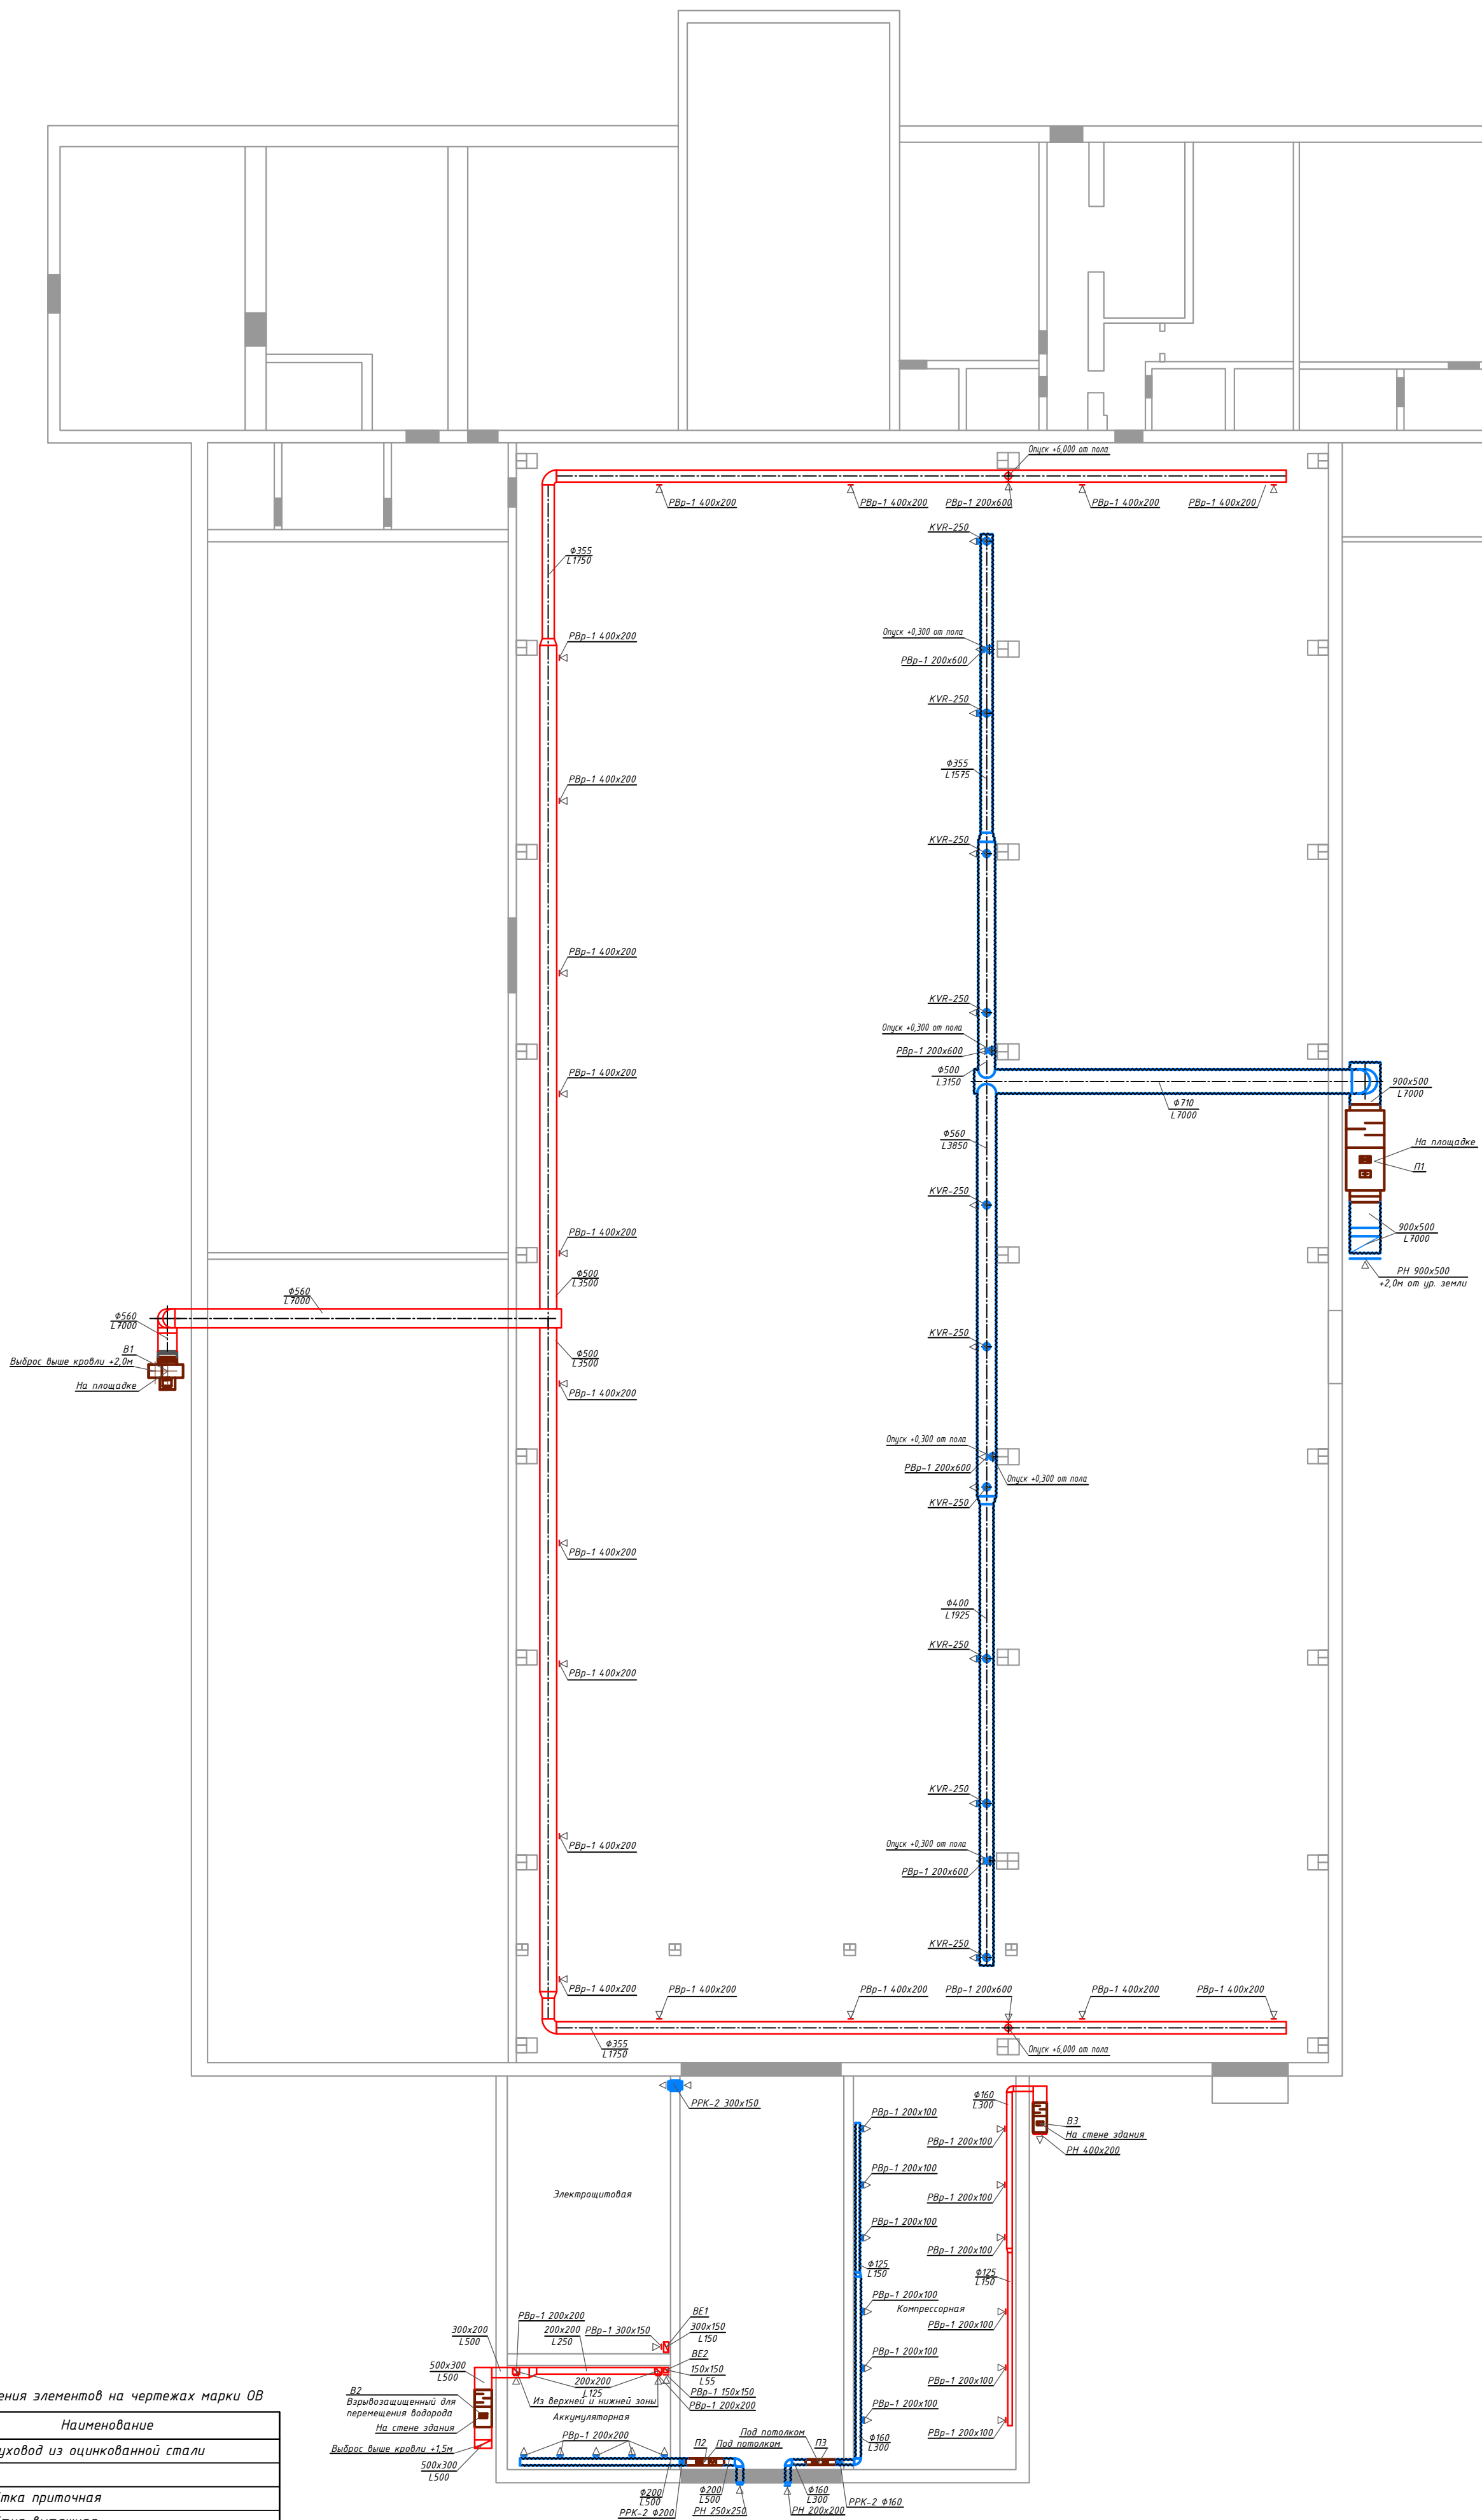 Опуск +6,000 от пола
РВр-1 400х200
РВр-1 400х200
РВр-1 200х600
РВр-1 400х200
РВр-1 400х200
KVR-250
Ф355
L1750
Опуск +0,300 от пола
РВр-1 400х200
РВр-1 200х600
KVR-250
Ф355
L1575
РВр-1 400х200
KVR-250
РВр-1 400х200
KVR-250
Опуск +0,300 от пола
РВр-1 200х600
Ф500
L3150
РВр-1 400х200
900х500
L7000
Ф710
L7000
Ф560
L3850
На площадке
П1
KVR-250
РВр-1 400х200
900х500
L7000
РН 900х500
+2,0м от ур. земли
Ф500
L3500
Ф560
L7000
Ф560
L7000
В1
Выброс выше кровли +2,0м
На площадке
Ф500
L3500
KVR-250
РВр-1 400х200
Опуск +0,300 от пола
РВр-1 200х600
Опуск +0,300 от пола
KVR-250
РВр-1 400х200
Ф400
L1925
KVR-250
РВр-1 400х200
KVR-250
Опуск +0,300 от пола
РВр-1 400х200
РВр-1 200х600
KVR-250
РВр-1 400х200
РВр-1 400х200
РВр-1 400х200
РВр-1 200х600
РВр-1 400х200
РВр-1 400х200
Ф355
L1750
Опуск +6,000 от пола
РРК-2 300х150
Ф160
L300
РВр-1 200х100
В3
На стене здания
РН 400х200
РВр-1 200х100
РВр-1 200х100
РВр-1 200х100
Электрощитовая
РВр-1 200х100
РВр-1 200х100
Ф125
L150
Ф125
L150
РВр-1 200х100
Компрессорная
РВр-1 200х100
РВр-1 200х200
300х200
L500
200х200
L250
РВр-1 300х150
ВЕ1
300х150
L150
ВЕ2
150х150
L55
РВр-1 150х150
РВр-1 200х200
500х300
L500
200х200
L125
Из верхней и нижней зоны
РВр-1 200х100
РВр-1 200х100
В2
Взрывозащищенный для
перемещения водорода
На стене здания
Выброс выше кровли +1,5м
500х300
L500
Аккумуляторная
РВр-1 200х200
РВр-1 200х100
РВр-1 200х100
Под потолком
П2
Под потолком
П3
Ф160
L300
Ф200
L500
Ф200
L500
Ф160
L300
РРК-2 Ф200
РН 250х250
РН 200х200
РРК-2 Ф160
ения элементов на чертежах марки ОВ
Наименование
уховод из оцинкованной стали
тка приточная